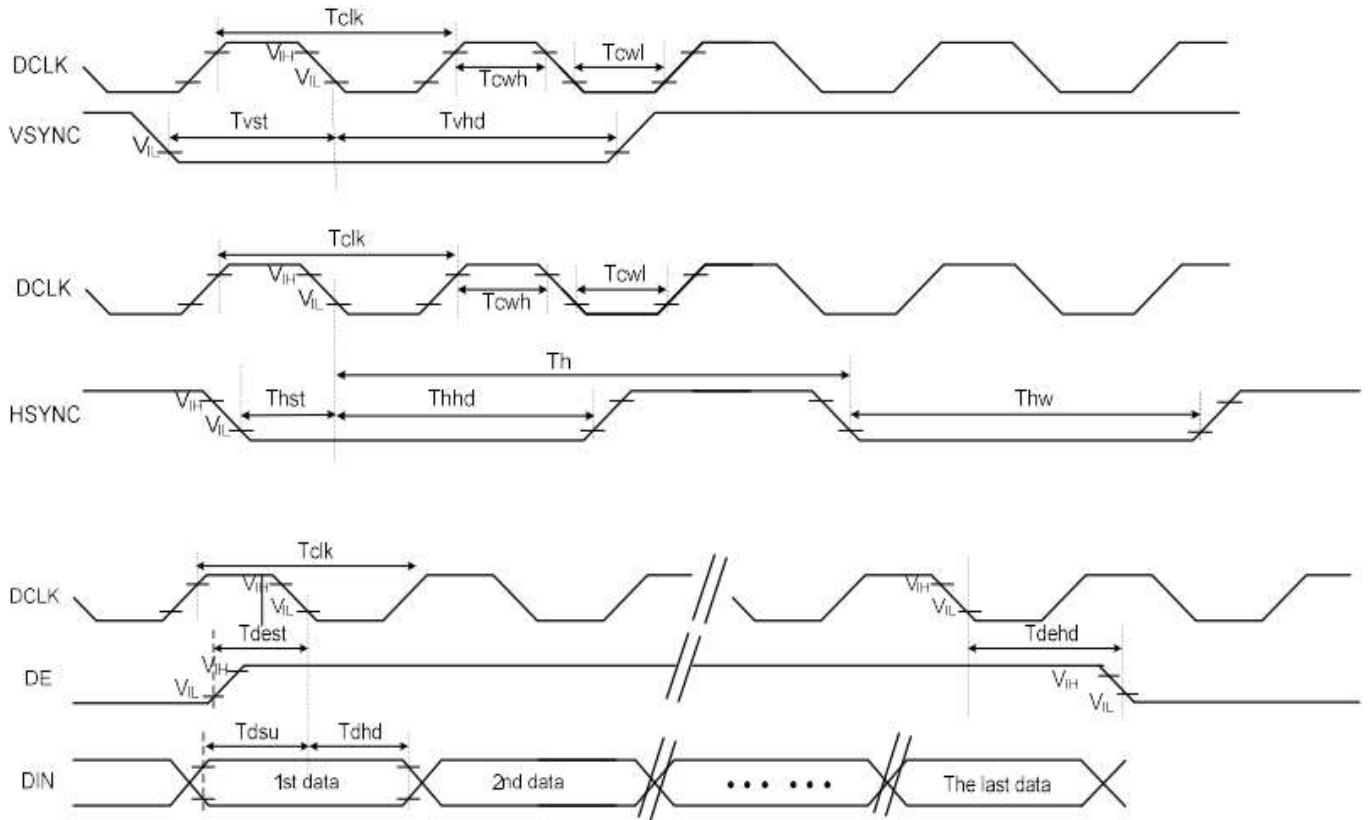 Tclk
DCLK VIH VIL Tcwh Tcwl
VSYNC VIL Tvst Tvhd
Tclk
DCLK VIH VIL Tcwh Tcwl
Th
HSYNC VIH VIL Thst Thhd Thw
Tclk
DCLK VIH VIL VIH VIL
Tdest Tdehd
DE VIH VIL VIH VIL
Tdsu Tdhd
DIN 1st data 2nd data • • • • • • The last data